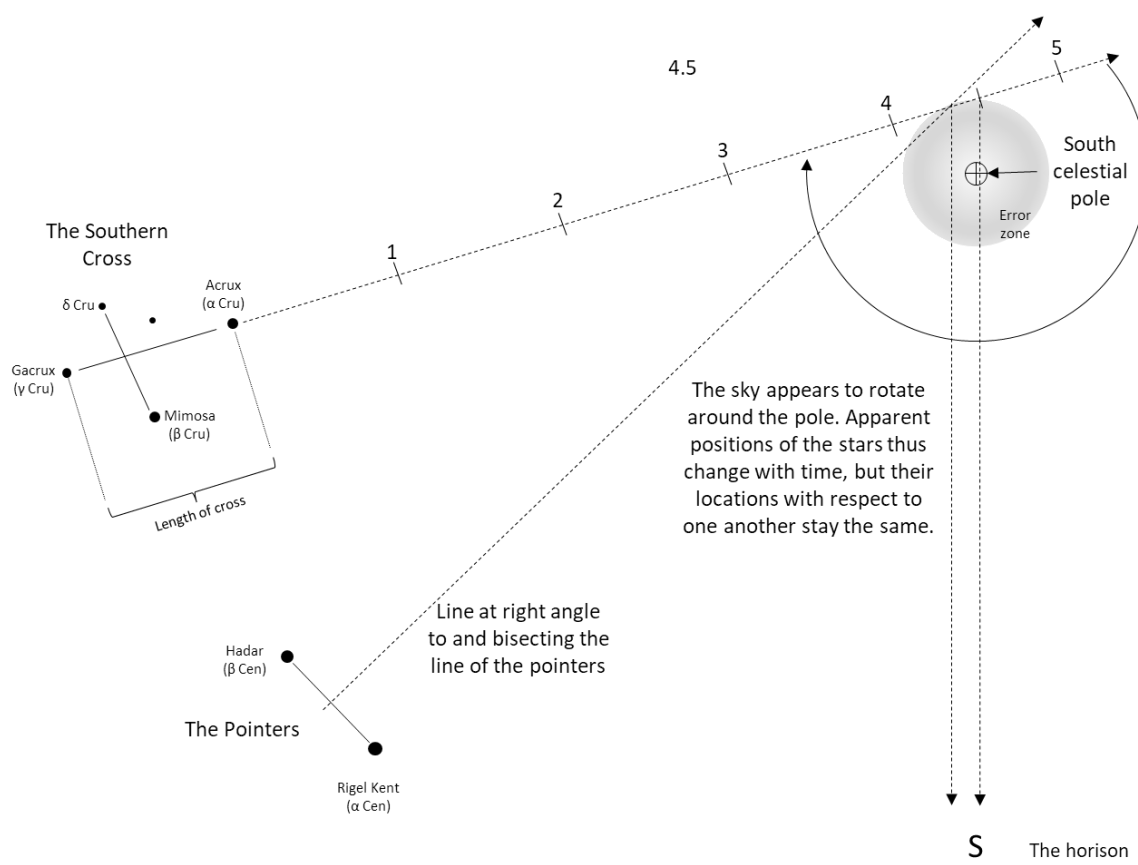 4.5
5
4
3
2
1
South
celestial
pole
Error
zone
The Southern
Cross
δ Cru
Acrux
(α Cru)
Gacrux
(γ Cru)
Mimosa
(β Cru)
Length of cross
The sky appears to rotate
around the pole. Apparent
positions of the stars thus
change with time, but their
locations with respect to
one another stay the same.
Line at right angle
to and bisecting the
line of the pointers
Hadar
(β Cen)
The Pointers
Rigel Kent
(α Cen)
S
The horison